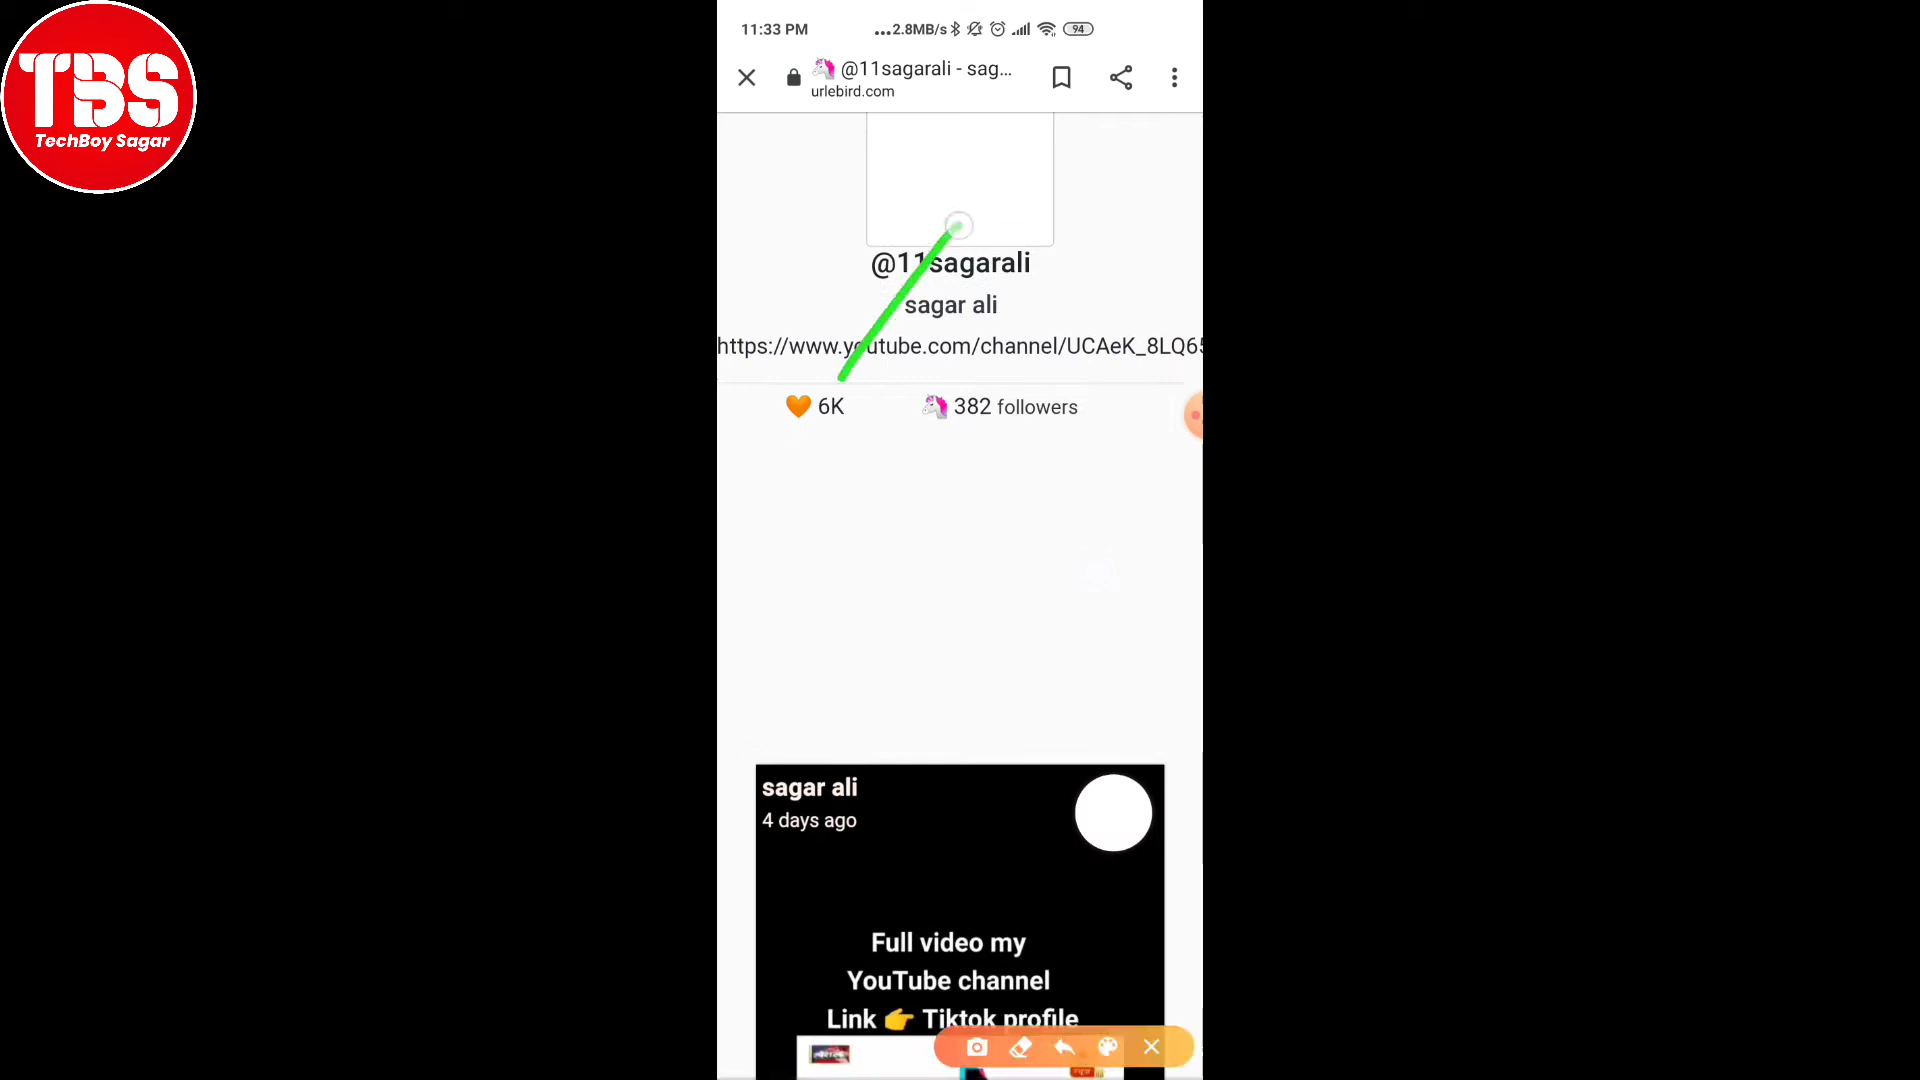 TBS
TechBoy Sagar
11:33 PM
...2.8MB/s
94
@11sagarali - sag...
urlebird.com
@11sagarali
sagar ali
https://www.youtube.com/channel/UCAeK_8LQ65
6K
382 followers
sagar ali
4 days ago
Full video my
YouTube channel
Link 👉 Tiktok profile